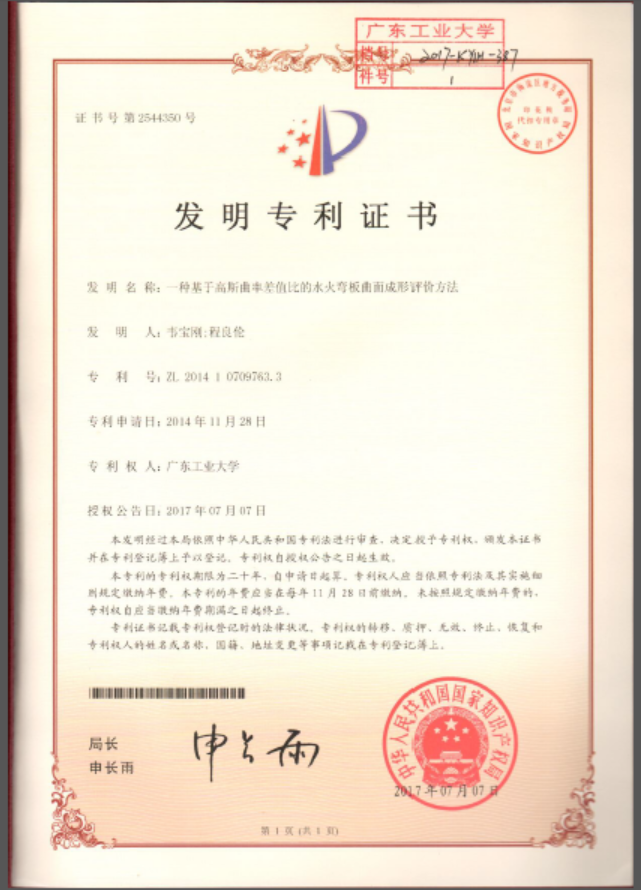 广东工业大学
档号 2017-KYM-387
件号 1
证书号第2544350号
发明专利证书
发明名称：一种基于高斯曲率差值比的水火弯板曲面成形评价方法
发明人：韦宝刚;程良伦
专利号：ZL 2014 1 0709763.3
专利申请日：2014年11月28日
专利权人：广东工业大学
授权公告日：2017年07月07日
本发明经过本局依照中华人民共和国专利法进行审查，决定授予专利权，颁发本证书
并在专利登记簿上予以登记。专利权自授权公告之日起生效。
本专利的专利权期限为二十年，自申请日起算。专利权人应当依照专利法及其实施细
则规定缴纳年费。本专利的年费应当在每年11月28日前缴纳。未按照规定缴纳年费的，
专利权自应当缴纳年费期满之日起终止。
专利证书记载专利权登记时的法律状况。专利权的转移、质押、无效、终止、恢复和
专利权人的姓名或名称、国籍、地址变更等事项记载在专利登记簿上。
局长
申长雨
申长雨
中华人民共和国国家知识产权局
2017年07月07日
第1页(共1页)